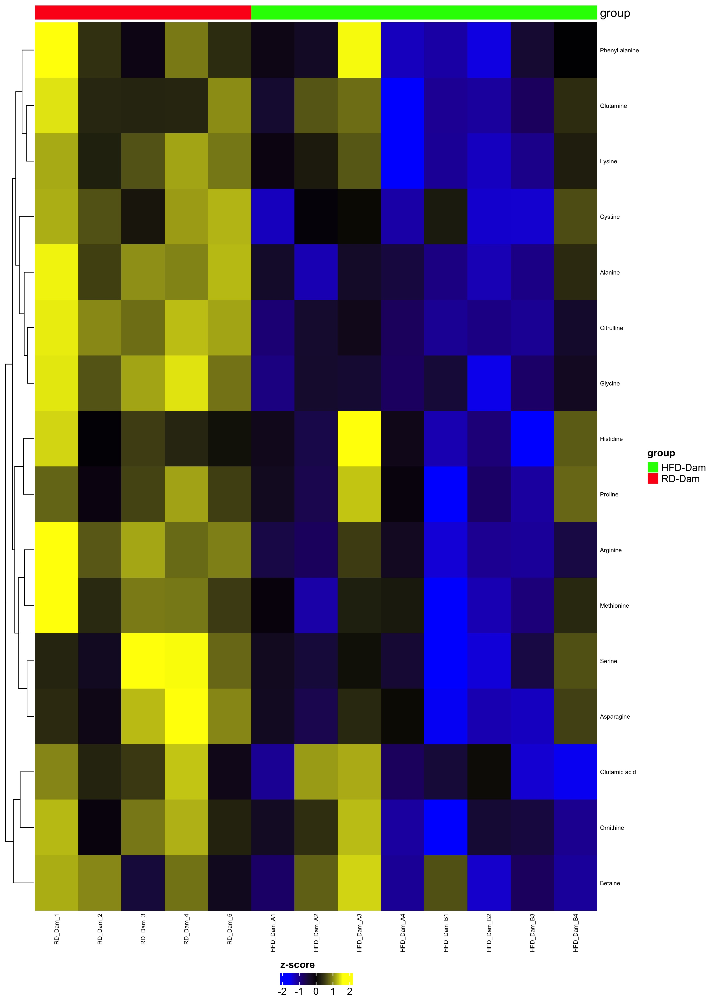 group
Phenyl alanine
Glutamine
Lysine
Cystine
Alanine
Citrulline
Glycine
Histidine
Proline
Arginine
Methionine
Serine
Asparagine
Glutamic acid
Ornithine
Betaine
group
HFD-Dam
RD-Dam
RD_Dam_1
RD_Dam_2
RD_Dam_3
RD_Dam_4
RD_Dam_5
HFD_Dam_A1
HFD_Dam_A2
HFD_Dam_A3
HFD_Dam_A4
HFD_Dam_B1
HFD_Dam_B2
HFD_Dam_B3
HFD_Dam_B4
z-score
-2 -1 0 1 2